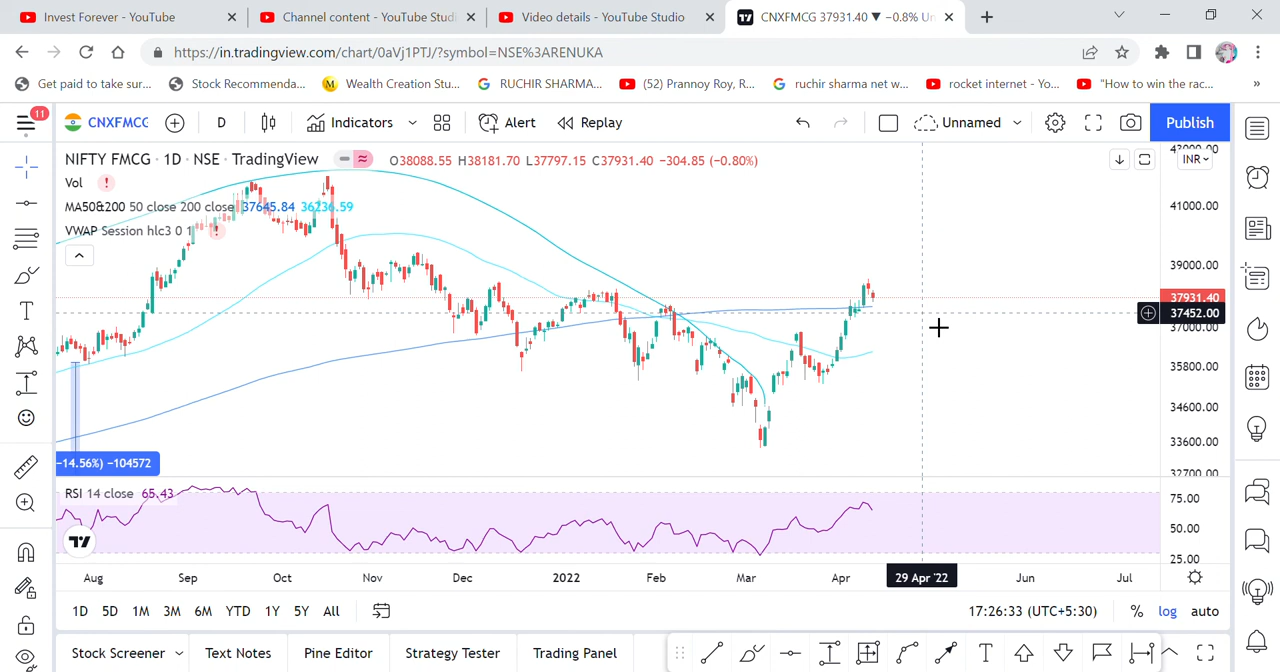 Invest Forever - YouTube
Channel content - YouTube Studi
Video details - YouTube Studio
CNXFMCG 37931.40 ▼ −0.8% Un
https://in.tradingview.com/chart/0aVj1PTJ/?symbol=NSE%3ARENUKA
Get paid to take sur...
Stock Recommenda...
Wealth Creation Stu...
RUCHIR SHARMA...
(52) Prannoy Roy, R...
ruchir sharma net w...
rocket internet - Yo...
"How to win the rac...
»
11
CNXFMCG
D
Indicators
Alert
Replay
Unnamed
Publish
NIFTY FMCG · 1D · NSE · TradingView
O38088.55 H38181.70 L37797.15 C37931.40 −304.85 (−0.80%)
INR
Vol
MA50&200 50 close 200 close 37645.84 36236.59
VWAP Session hlc3 0 1
43000.00
41000.00
39000.00
37931.40
37452.00
37000.00
35800.00
34600.00
33600.00
32700.00
−14.56%) −104572
RSI 14 close 65.43
75.00
50.00
25.00
Aug Sep Oct Nov Dec 2022 Feb Mar Apr 29 Apr '22 Jun Jul
1D 5D 1M 3M 6M YTD 1Y 5Y All
17:26:33 (UTC+5:30)
% log auto
Stock Screener
Text Notes
Pine Editor
Strategy Tester
Trading Panel